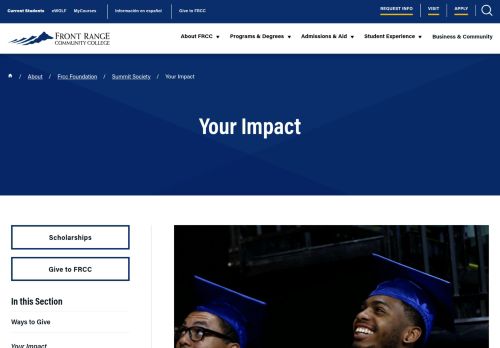 Current Students eWOLF MyCourses Información en español Give to FRCC REQUEST INFO VISIT APPLY
FRONT RANGE
COMMUNITY COLLEGE
About FRCC Programs & Degrees Admissions & Aid Student Experience Business & Community
/ About / Frcc Foundation / Summit Society / Your Impact
Your Impact
Scholarships
Give to FRCC
In this Section
Ways to Give
Your Impact